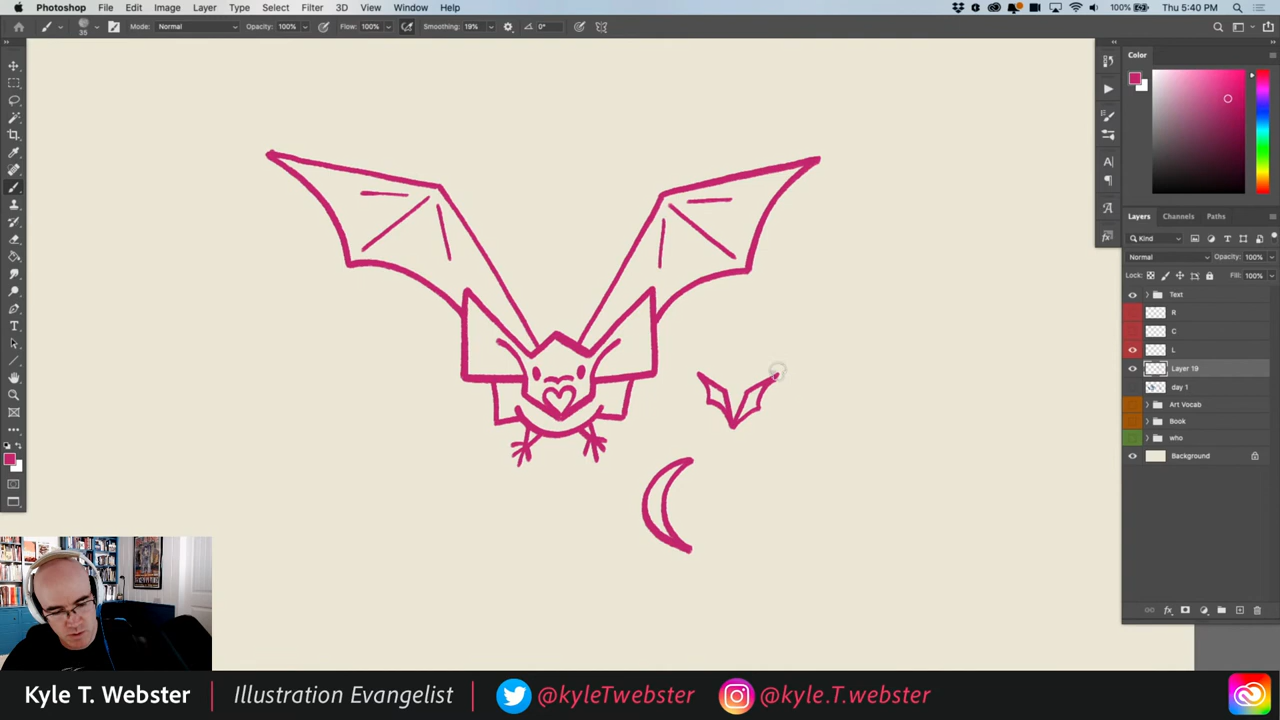 Photoshop File Edit Image Layer Type Select Filter 3D View Window Help 100% Thu 5:40 PM
35 Mode: Normal Opacity: 100% Flow: 100% Smoothing: 19% 0°
Color
Layers Channels Paths
Kind
Normal Opacity: 100%
Lock: Fill: 100%
Text
R
C
L
Layer 19
day 1
Art Vocab
Book
who
Background
Kyle T. Webster | Illustration Evangelist @kyleTwebster @kyle.T.webster